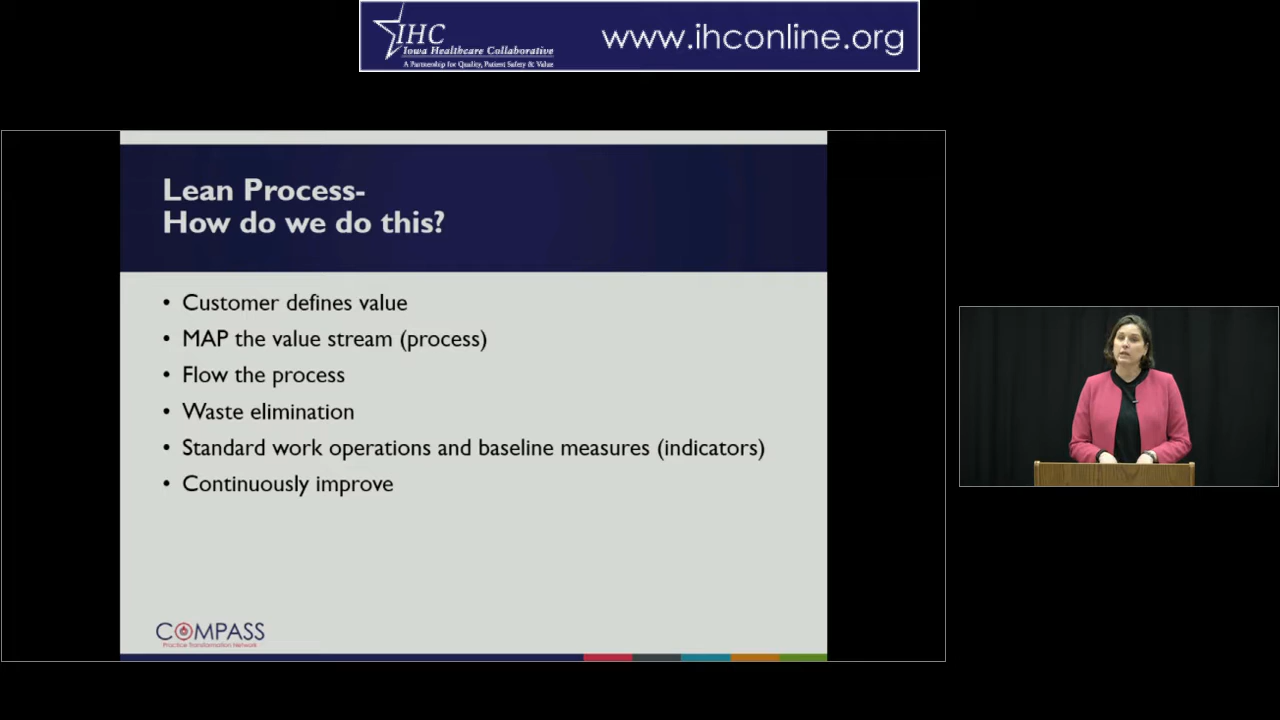 IHC
Iowa Healthcare Collaborative
A Partnership for Quality, Patient Safety & Value
www.ihconline.org
Lean Process-
How do we do this?
• Customer defines value
• MAP the value stream (process)
• Flow the process
• Waste elimination
• Standard work operations and baseline measures (indicators)
• Continuously improve
COMPASS
Practice Transformation Network